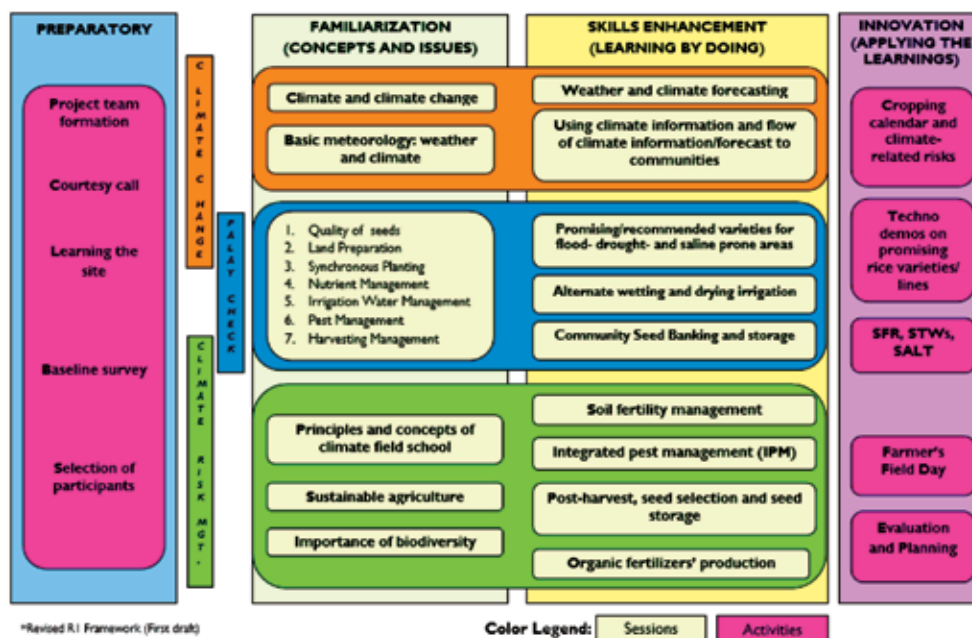 PREPARATORY
Project team
formation
Courtesy call
Learning the
site
Baseline survey
Selection of
participants
CLIMATE CHANGE
PALAY CHECK
CLIMATE RISK MGT.
FAMILIARIZATION
(CONCEPTS AND ISSUES)
Climate and climate change
Basic meteorology: weather
and climate
1. Quality of seeds
2. Land Preparation
3. Synchronous Planting
4. Nutrient Management
5. Irrigation Water Management
6. Pest Management
7. Harvesting Management
Principles and concepts of
climate field school
Sustainable agriculture
Importance of biodiversity
SKILLS ENHANCEMENT
(LEARNING BY DOING)
Weather and climate forecasting
Using climate information and flow
of climate information/forecast to
communities
Promising/recommended varieties for
flood- drought- and saline prone areas
Alternate wetting and drying irrigation
Community Seed Banking and storage
Soil fertility management
Integrated pest management (IPM)
Post-harvest, seed selection and seed
storage
Organic fertilizers' production
INNOVATION
(APPLYING THE
LEARNINGS)
Cropping
calendar and
climate-
related risks
Techno
demos on
promising
rice varieties/
lines
SFR, STWs,
SALT
Farmer's
Field Day
Evaluation
and Planning
*Revised R1 Framework (First draft)
Color Legend: Sessions Activities